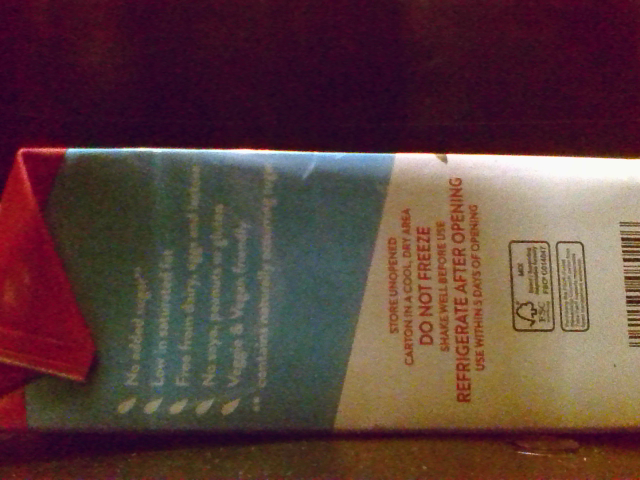 No added sugar*
Low in saturated fat
Free from dairy, eggs and lactose
No soya, peanuts or gluten
Veggie & Vegan friendly
** contains naturally occurring sugar
STORE UNOPENED
CARTON IN A COOL, DRY AREA
DO NOT FREEZE
SHAKE WELL BEFORE USE
REFRIGERATE AFTER OPENING
USE WITHIN 5 DAYS OF OPENING
FSC
MIX